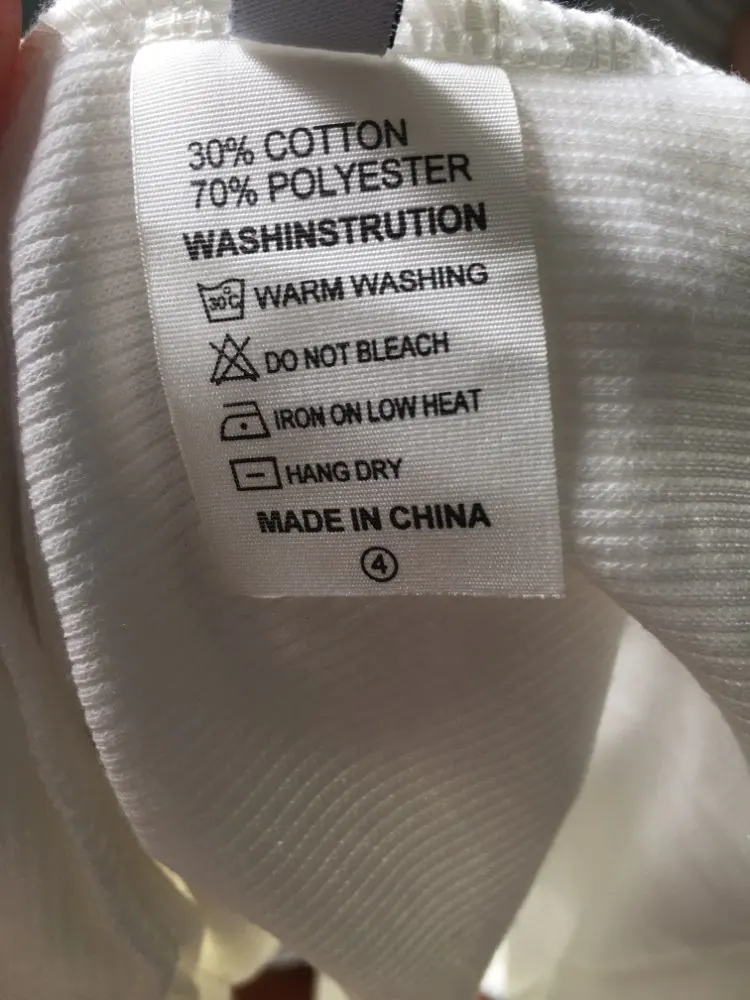 30% COTTON
70% POLYESTER
WASHINSTRUTION
30°C WARM WASHING
DO NOT BLEACH
IRON ON LOW HEAT
HANG DRY
MADE IN CHINA
4